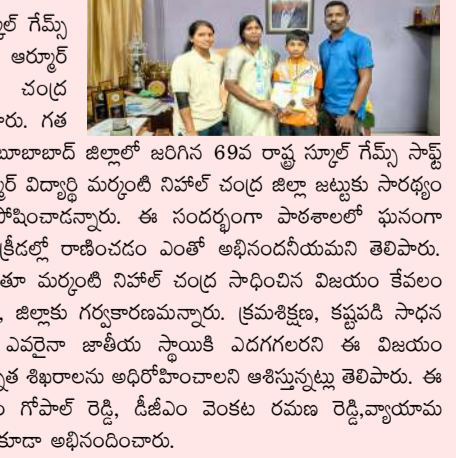 ల్ గేమ్స్
ఆర్మూర్
చంద్ర
రు. గత
బూబాబాద్ జిల్లాలో జరిగిన 69వ రాష్ట్ర స్కూల్ గేమ్స్ సాఫ్ట్
ర్ విద్యార్థి మర్కంటి నిహాల్ చంద్ర జిల్లా జట్టుకు సారథ్యం
పోషించాడన్నారు. ఈ సందర్భంగా పాఠశాలలో ఘనంగా
క్రీడల్లో రాణించడం ఎంతో అభినందనీయమని తెలిపారు.
తూ మర్కంటి నిహాల్ చంద్ర సాధించిన విజయం కేవలం
, జిల్లాకు గర్వకారణమన్నారు. క్రమశిక్షణ, కష్టపడి సాధన
ఎవరైనా జాతీయ స్థాయికి ఎదగగలరని ఈ విజయం
న్నత శిఖరాలను అధిరోహించాలని ఆశిస్తున్నట్లు తెలిపారు. ఈ
గోపాల్ రెడ్డి, డీజీఎం వెంకట రమణ రెడ్డి,వ్యాయామ
కూడా అభినందించారు.